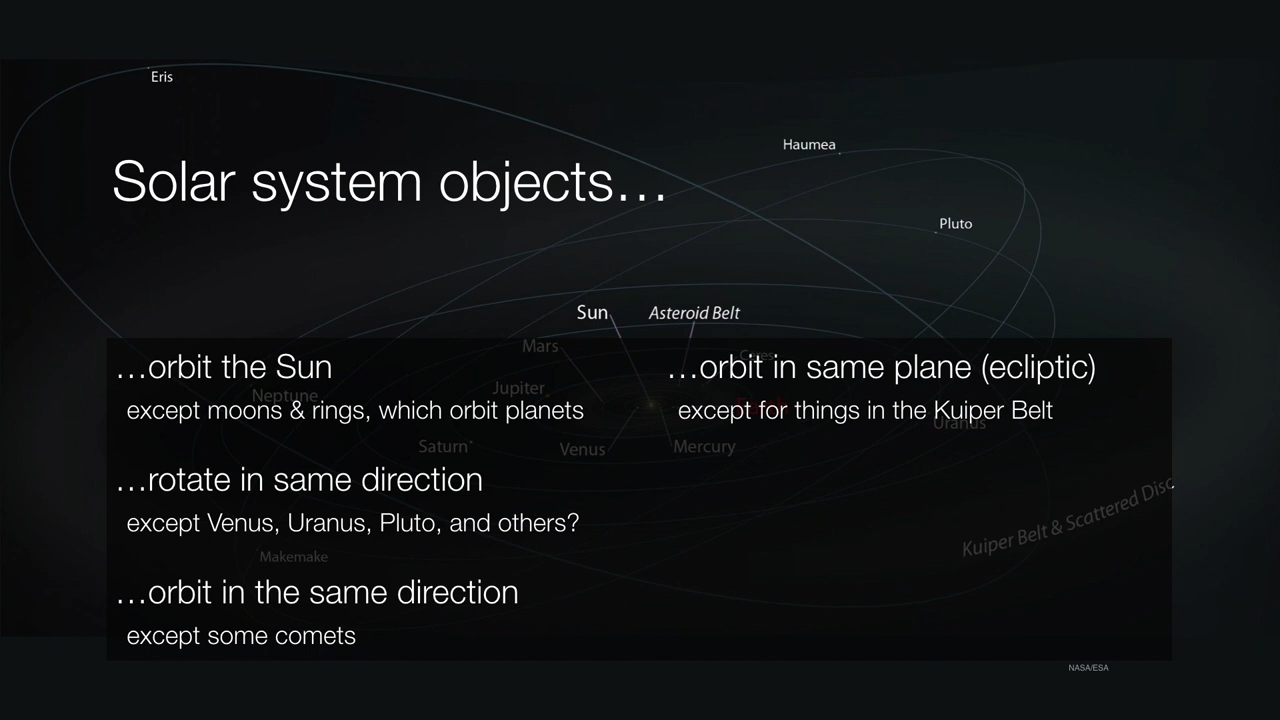 Eris
Haumea
Solar system objects…
Pluto
Sun
Asteroid Belt
Mars
Ceres
…orbit the Sun
…orbit in same plane (ecliptic)
Jupiter
Neptune
except moons & rings, which orbit planets
except for things in the Kuiper Belt
Uranus
Saturn
Venus
Mercury
…rotate in same direction
except Venus, Uranus, Pluto, and others?
Kuiper Belt & Scattered Disc
Makemake
…orbit in the same direction
except some comets
NASA/ESA